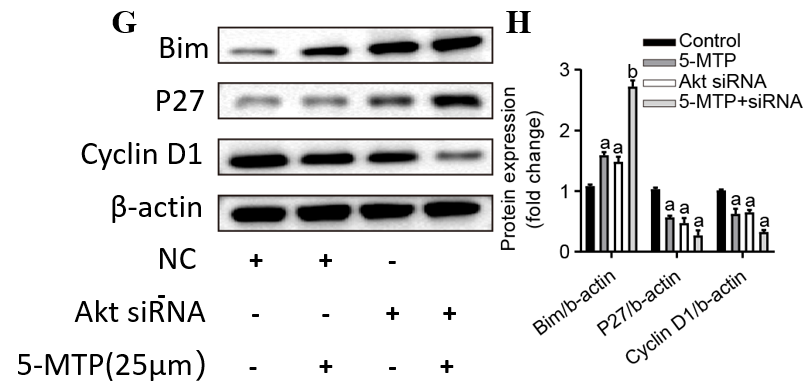 G
Bim
P27
Cyclin D1
β-actin
NC + + -
Akt siRNA - - + +
-
5-MTP(25μm) - + - +
H
Control
5-MTP
Akt siRNA
5-MTP+siRNA
Protein expression
(fold change)
3
2
1
0
a a b
a a a
a a a
Bim/b-actin
P27/b-actin
Cyclin D1/b-actin